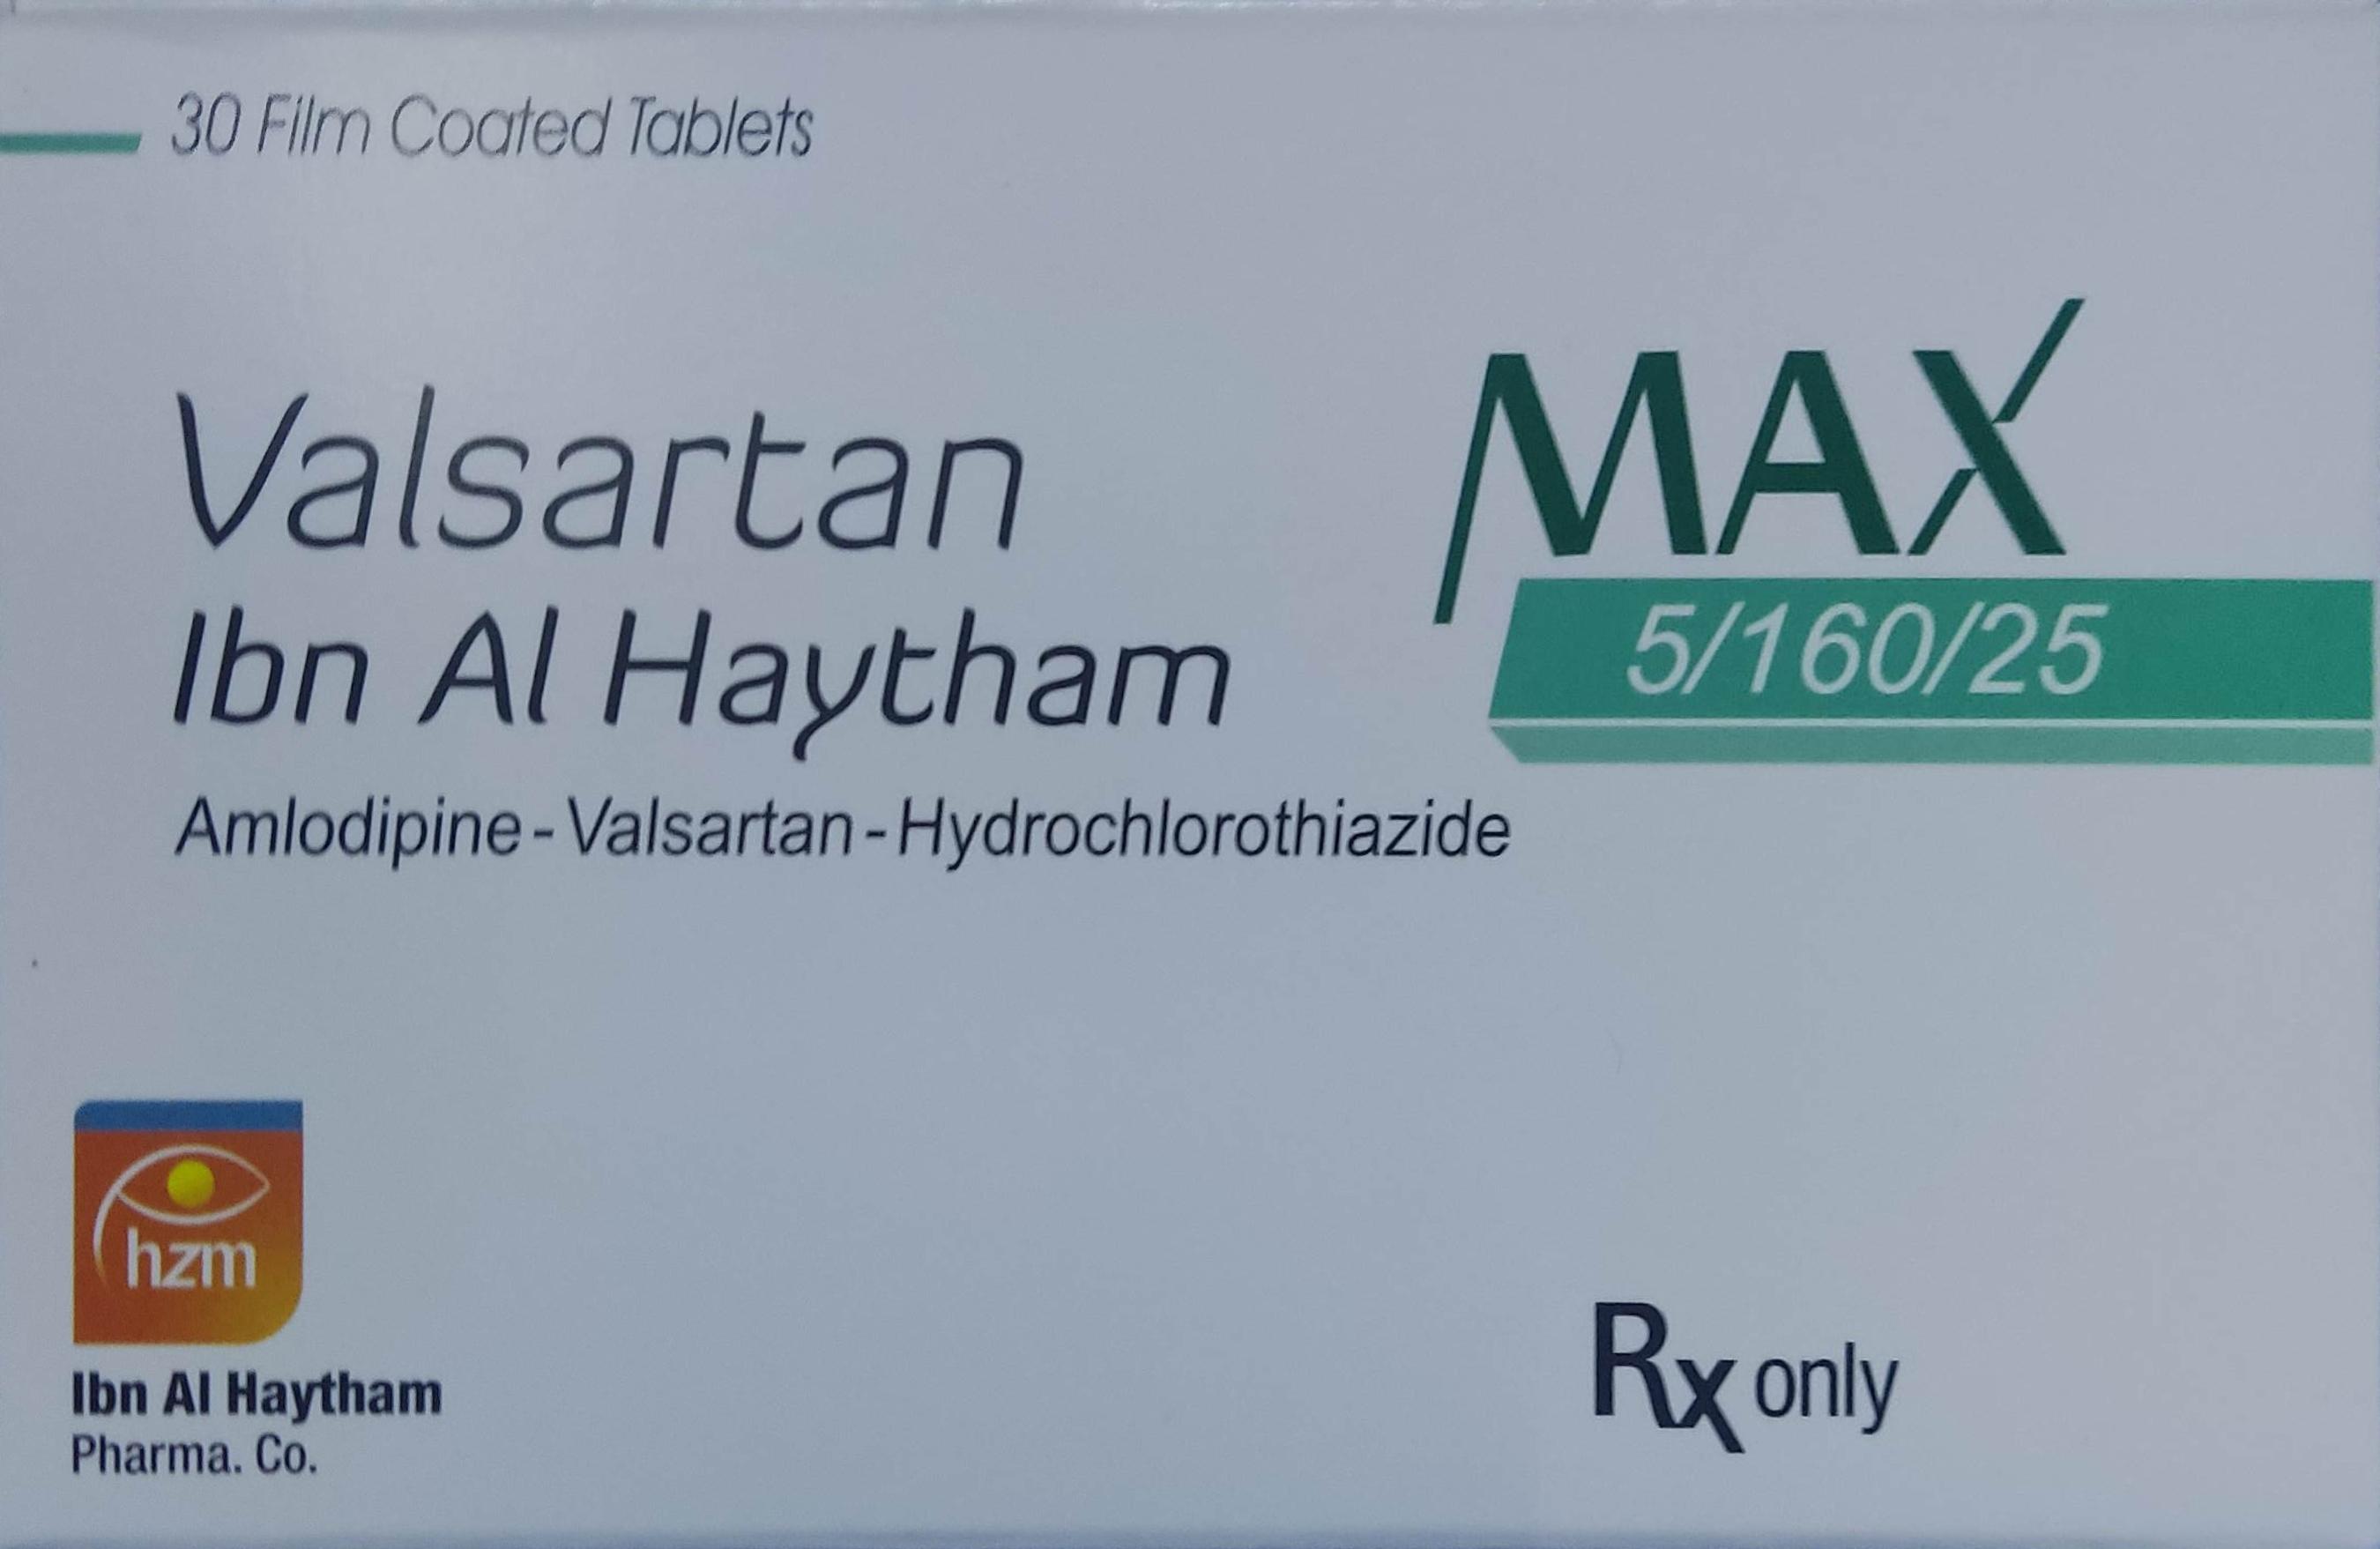 30 Film Coated Tablets
Valsartan
Ibn Al Haytham
MAX
5/160/25
Amlodipine - Valsartan - Hydrochlorothiazide
hzm
Ibn Al Haytham
Pharma. Co.
Rx only